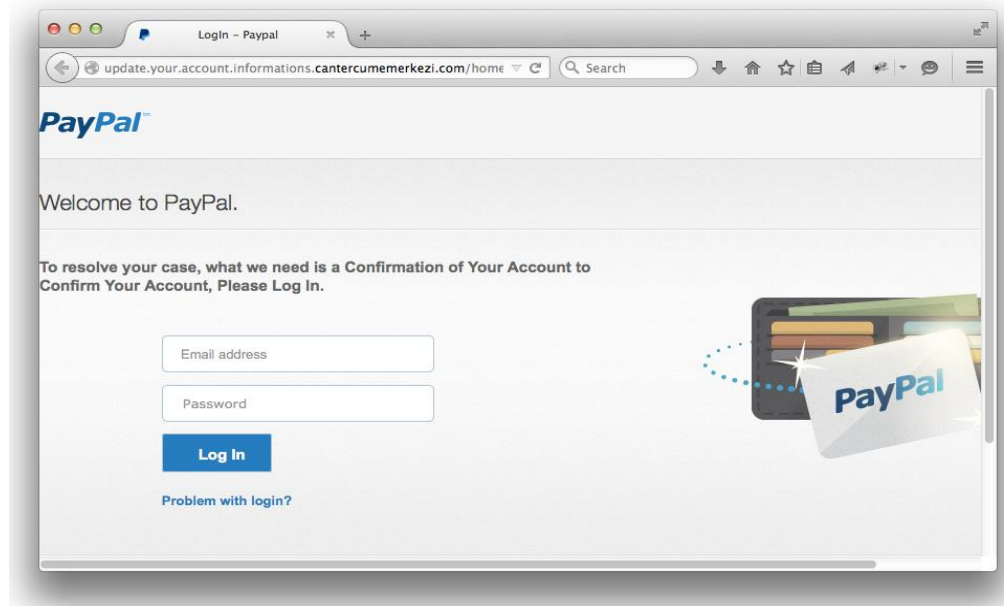 LogIn – Paypal
update.your.account.informations.cantercumemerkezi.com/home
Search
PayPal™
Welcome to PayPal.
To resolve your case, what we need is a Confirmation of Your Account to
Confirm Your Account, Please Log In.
Email address
Password
Log In
Problem with login?
PayPal